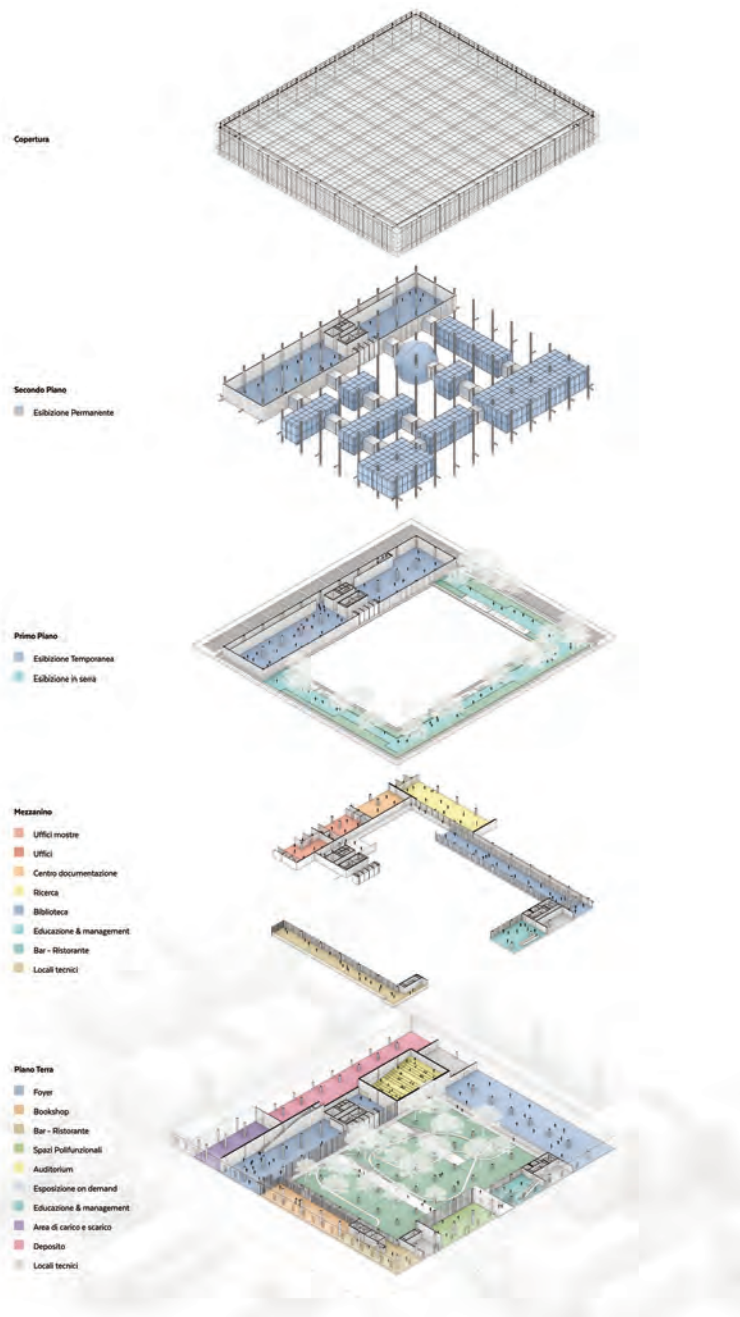 Copertura
Secondo Piano
Esibizione Permanente
Primo Piano
Esibizione Temporanea
Esibizione in serra
Mezzanino
Uffici mostre
Uffici
Centro documentazione
Ricerca
Biblioteca
Educazione & management
Bar - Ristorante
Locali tecnici
Piano Terra
Foyer
Bookshop
Bar - Ristorante
Spazi Polifunzionali
Auditorium
Esposizione on demand
Educazione & management
Area di carico e scarico
Deposito
Locali tecnici